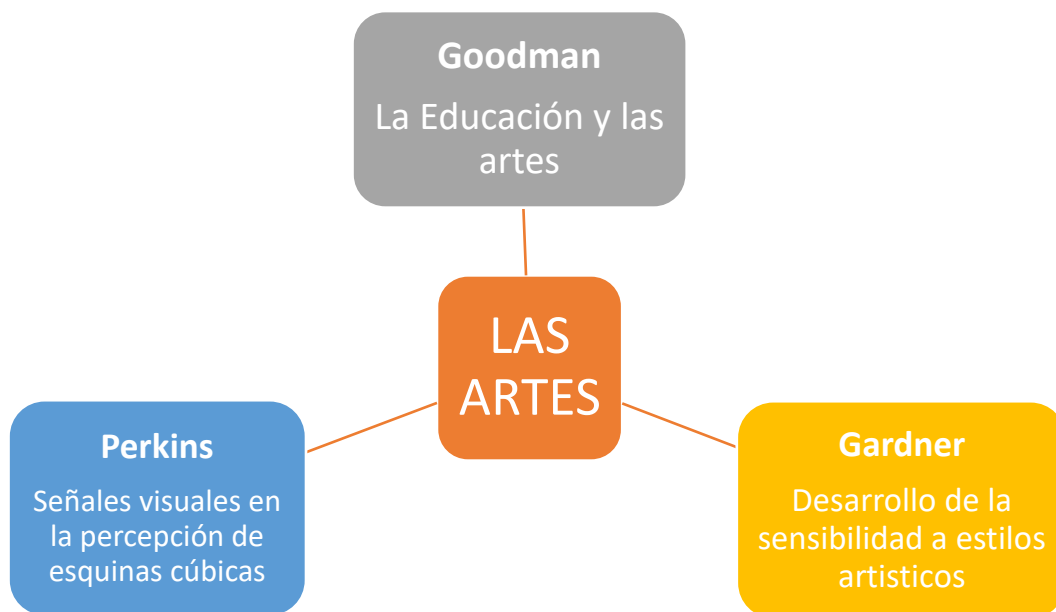 Goodman
La Educación y las
artes
LAS
ARTES
Perkins
Señales visuales en
la percepción de
esquinas cúbicas
Gardner
Desarrollo de la
sensibilidad a estilos
artisticos